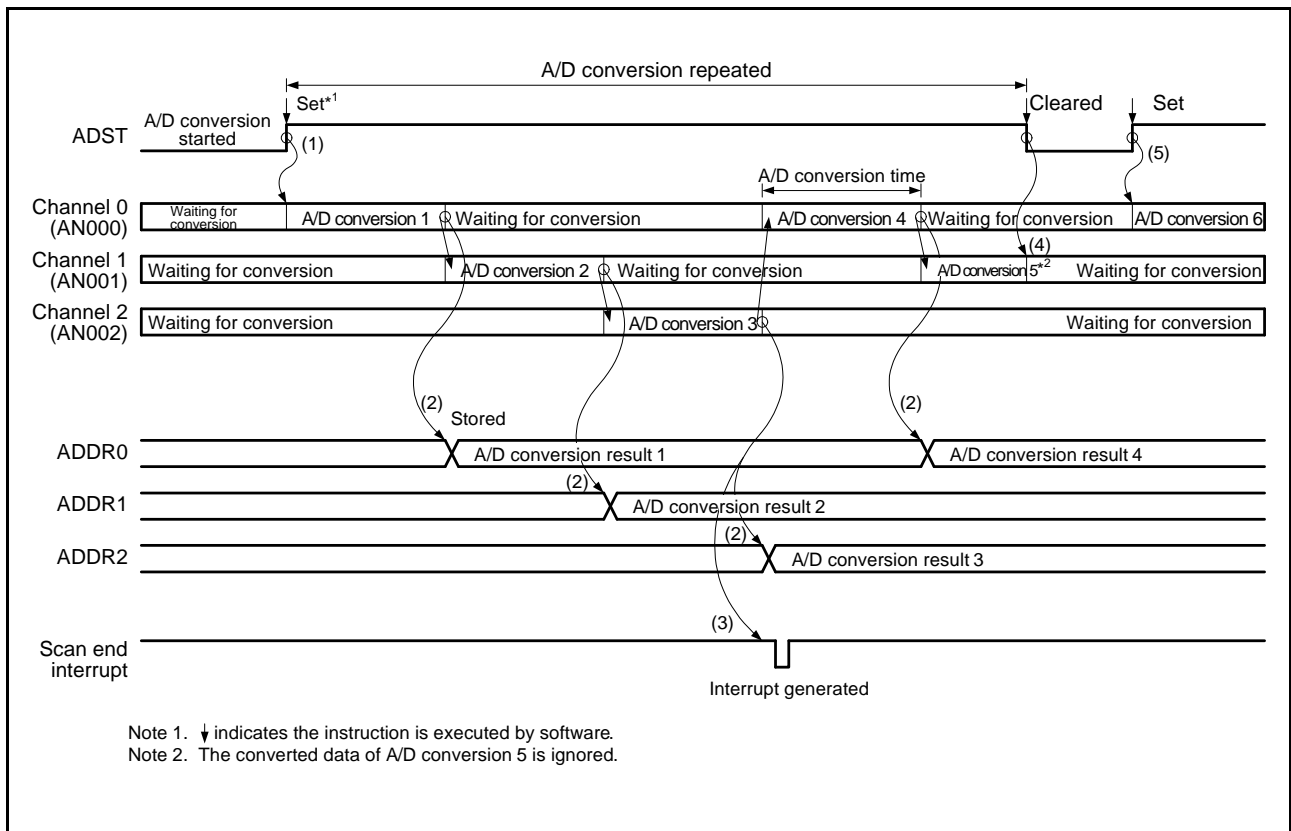 A/D conversion repeated
Set*1
Cleared
Set
A/D conversion
started
ADST
(1)
(5)
A/D conversion time
Channel 0
(AN000)
Waiting for
conversion
A/D conversion 1
Waiting for conversion
A/D conversion 4
Waiting for conversion
A/D conversion 6
(4)
Channel 1
(AN001)
Waiting for conversion
A/D conversion 2
Waiting for conversion
A/D conversion 5*2
Waiting for conversion
Channel 2
(AN002)
Waiting for conversion
A/D conversion 3
Waiting for conversion
(2)
Stored
(2)
ADDR0
A/D conversion result 1
A/D conversion result 4
(2)
ADDR1
A/D conversion result 2
(2)
ADDR2
A/D conversion result 3
(3)
Scan end
interrupt
Interrupt generated
Note 1. ↓ indicates the instruction is executed by software.
Note 2. The converted data of A/D conversion 5 is ignored.